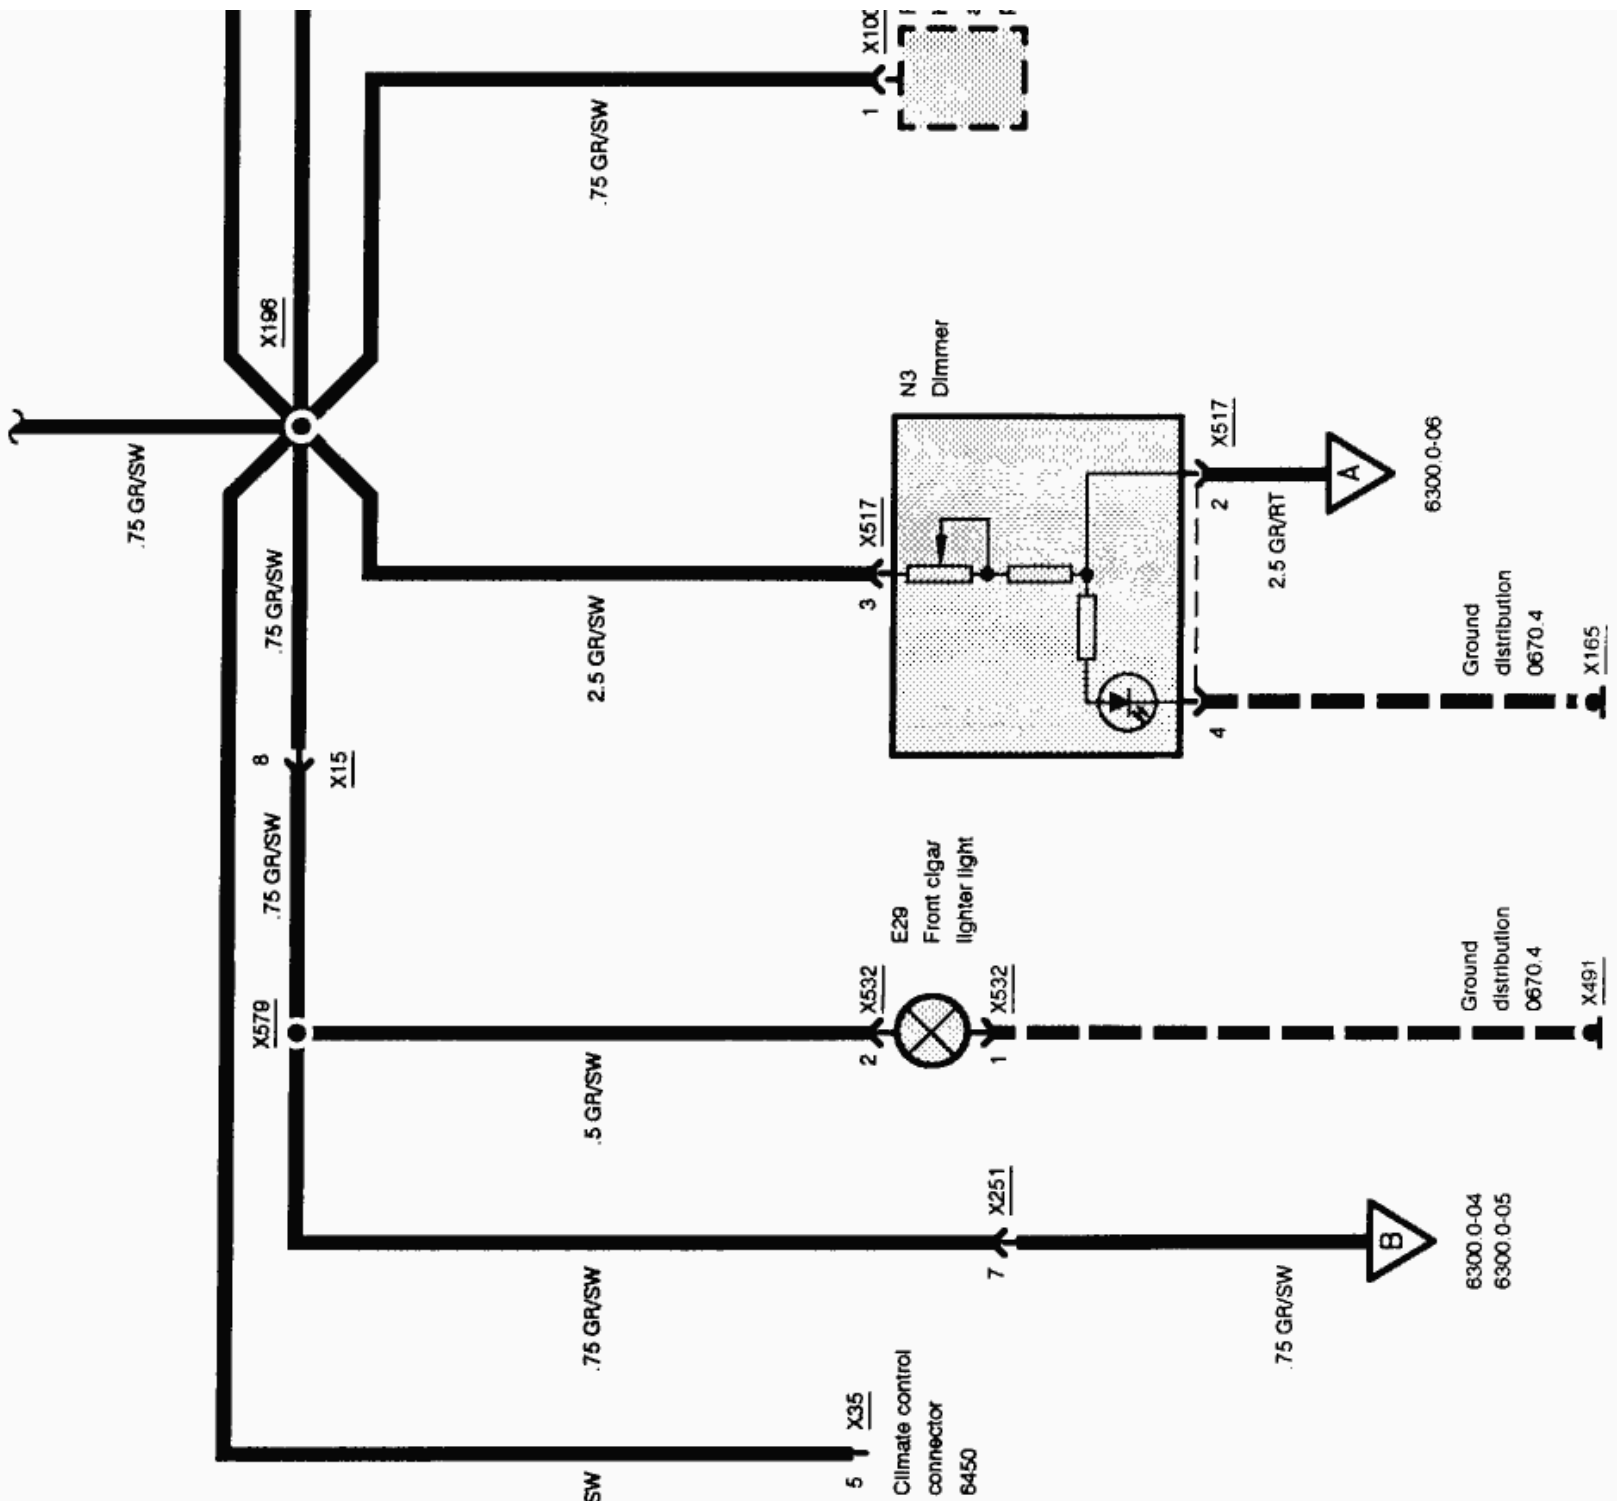 X196
.75 GR/SW
.75 GR/SW
1
.75 GR/SW
8
X15
.75 GR/SW
X579
2.5 GR/SW
3
X517
N3
Dimmer
X517
2
2.5 GR/RT
A
6300.0-06
4
Ground
distribution
0670.4
X165
.5 GR/SW
2
X532
E29
Front cigar
lighter light
X532
1
Ground
distribution
0670.4
X491
.75 GR/SW
7
X251
.75 GR/SW
B
6300.0-04
6300.0-05
SW
5
X35
Climate control
connector
6450